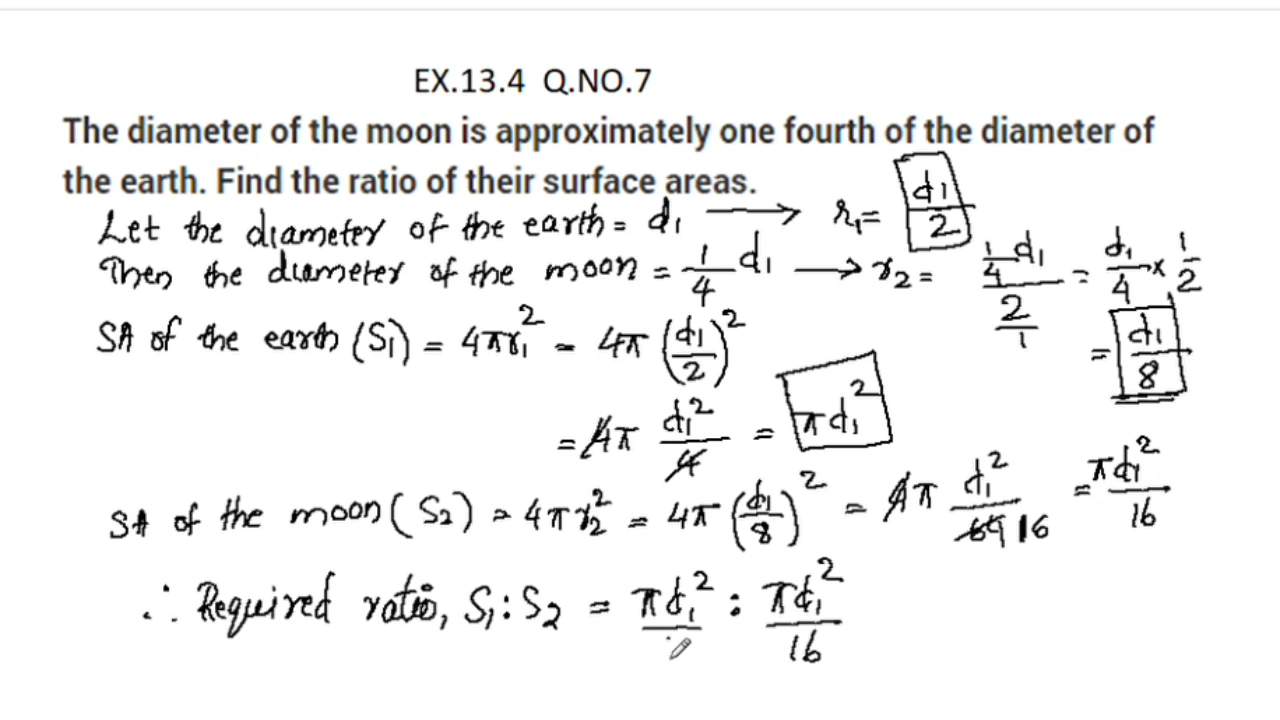 EX.13.4 Q.NO.7
The diameter of the moon is approximately one fourth of the diameter of
the earth. Find the ratio of their surface areas.
Let the diameter of the earth = d₁ ⟶ r₁ = d₁/2
Then the diameter of the moon = 1/4 d₁ ⟶ r₂ = (1/4 d₁)/(2/1) = d₁/4 × 1/2
= d₁/8
SA of the earth (S₁) = 4πr₁² = 4π (d₁/2)²
= 4π d₁²/4 = πd₁²
SA of the moon (S₂) = 4πr₂² = 4π (d₁/8)² = 4π d₁²/64 16 = πd₁²/16
∴ Required ratio, S₁ : S₂ = πd₁² : πd₁²/16